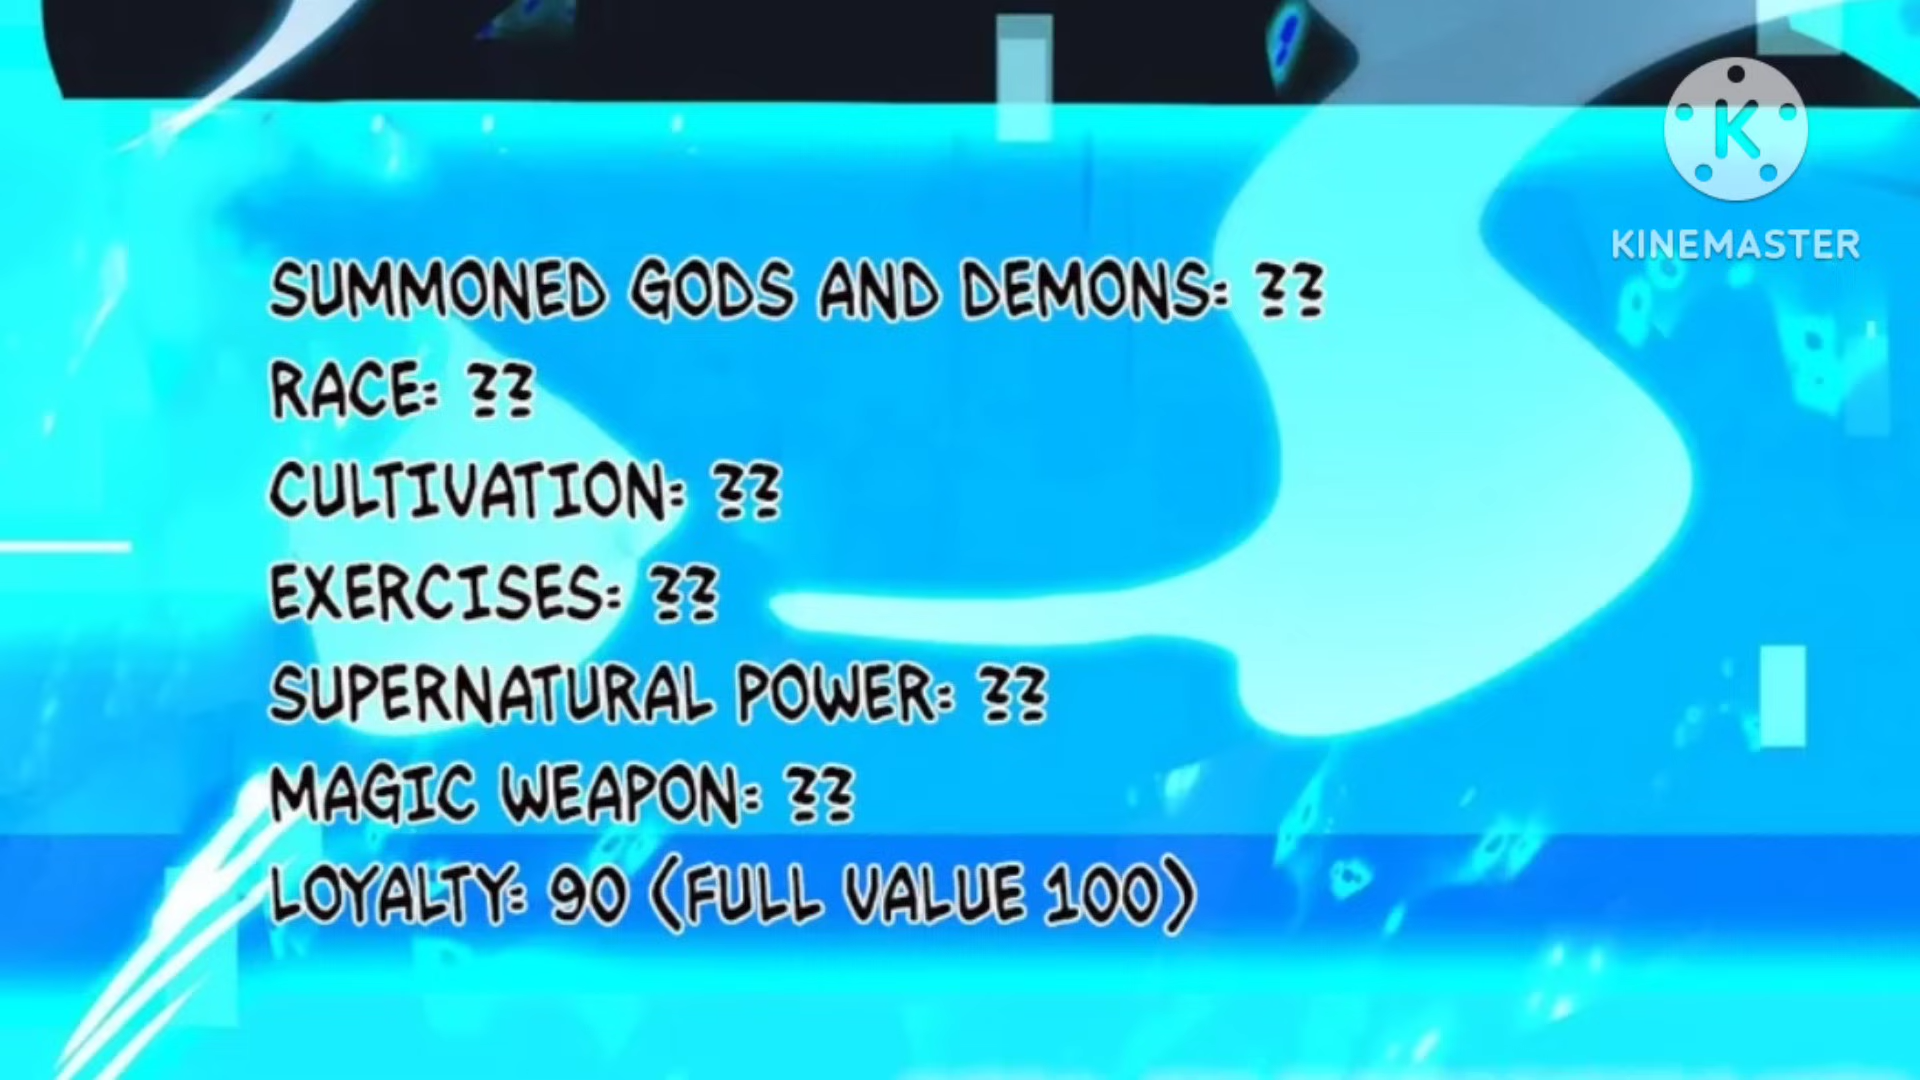 K
KINEMASTER
SUMMONED GODS AND DEMONS: ??
RACE: ??
CULTIVATION: ??
EXERCISES: ??
SUPERNATURAL POWER: ??
MAGIC WEAPON: ??
LOYALTY: 90 (FULL VALUE 100)